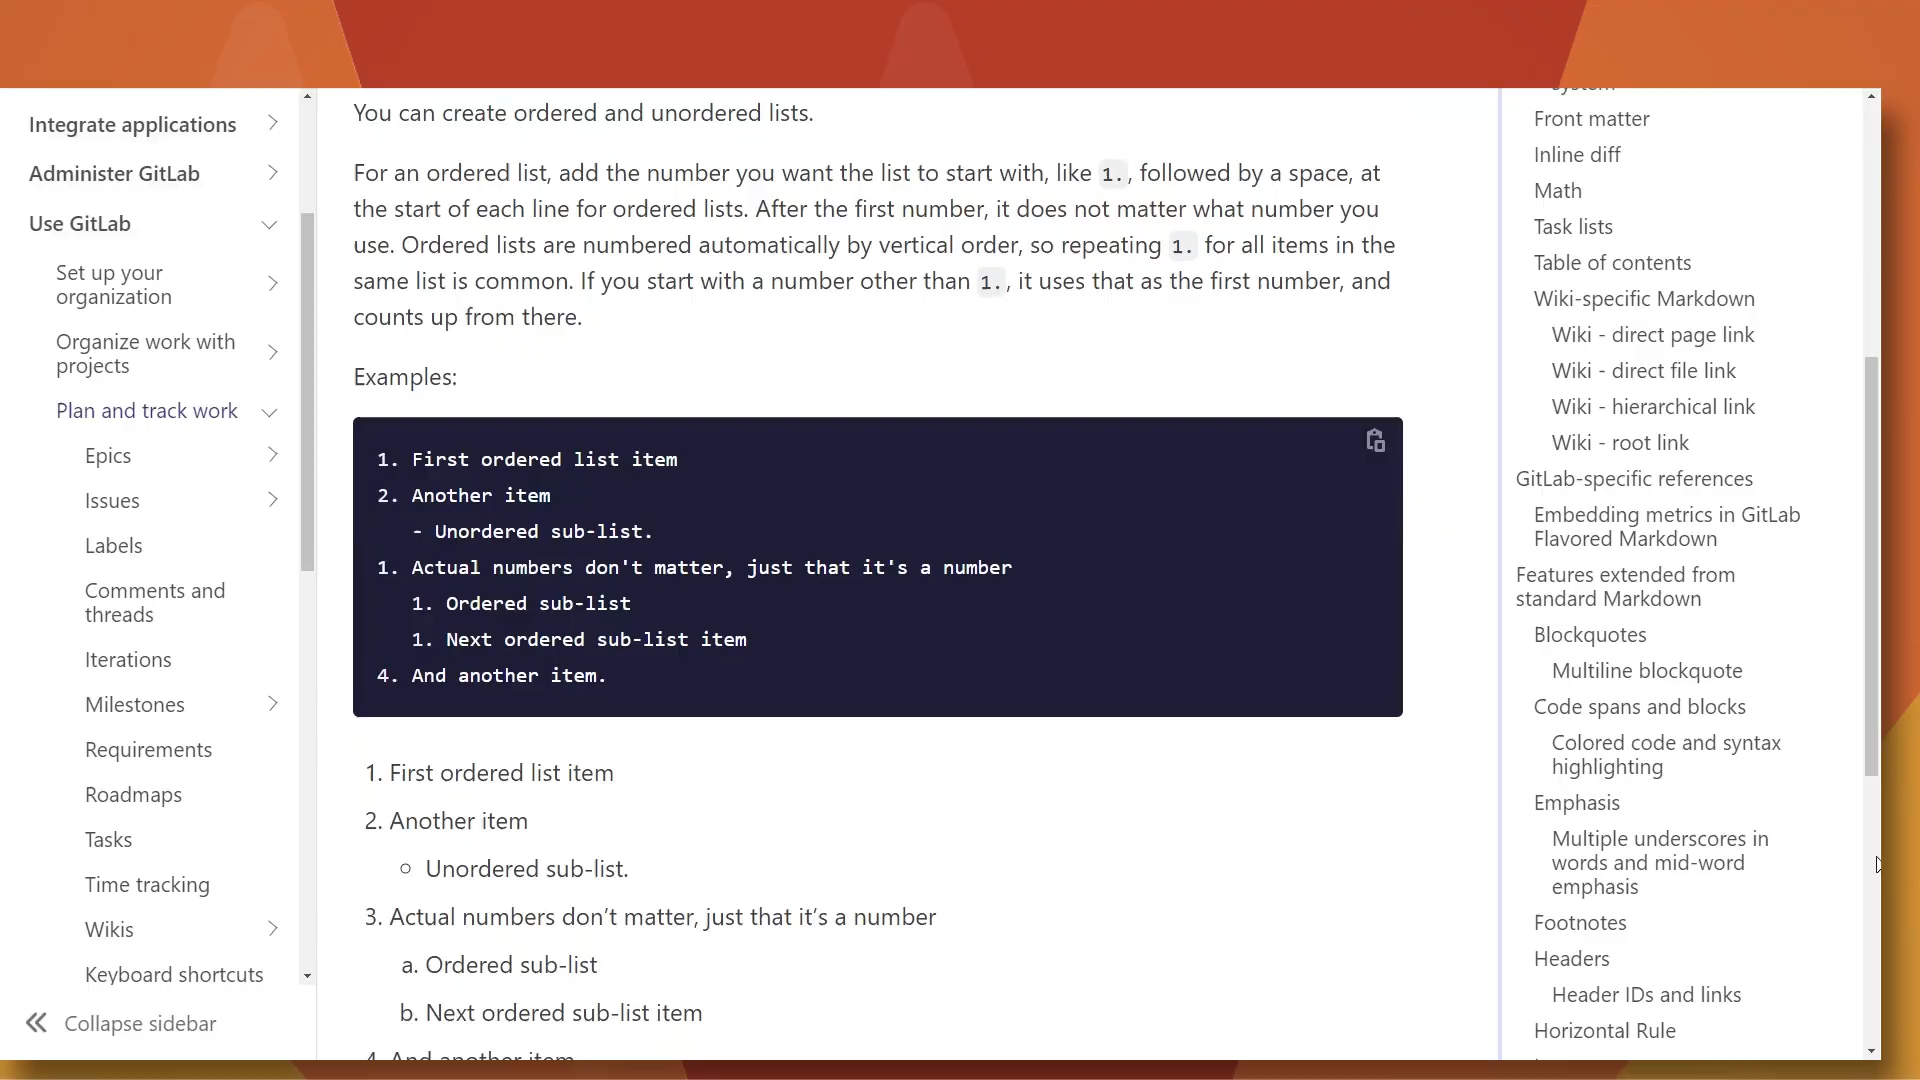 Integrate applications
Administer GitLab
Use GitLab
Set up your
organization
Organize work with
projects
Plan and track work
Epics
Issues
Labels
Comments and
threads
Iterations
Milestones
Requirements
Roadmaps
Tasks
Time tracking
Wikis
Keyboard shortcuts
Collapse sidebar
You can create ordered and unordered lists.
For an ordered list, add the number you want the list to start with, like 1., followed by a space, at
the start of each line for ordered lists. After the first number, it does not matter what number you
use. Ordered lists are numbered automatically by vertical order, so repeating 1. for all items in the
same list is common. If you start with a number other than 1., it uses that as the first number, and
counts up from there.
Examples:
1. First ordered list item
2. Another item
- Unordered sub-list.
1. Actual numbers don't matter, just that it's a number
1. Ordered sub-list
1. Next ordered sub-list item
4. And another item.
1. First ordered list item
2. Another item
○ Unordered sub-list.
3. Actual numbers don’t matter, just that it’s a number
a. Ordered sub-list
b. Next ordered sub-list item
4. And another item.
system
Front matter
Inline diff
Math
Task lists
Table of contents
Wiki-specific Markdown
Wiki - direct page link
Wiki - direct file link
Wiki - hierarchical link
Wiki - root link
GitLab-specific references
Embedding metrics in GitLab
Flavored Markdown
Features extended from
standard Markdown
Blockquotes
Multiline blockquote
Code spans and blocks
Colored code and syntax
highlighting
Emphasis
Multiple underscores in
words and mid-word
emphasis
Footnotes
Headers
Header IDs and links
Horizontal Rule